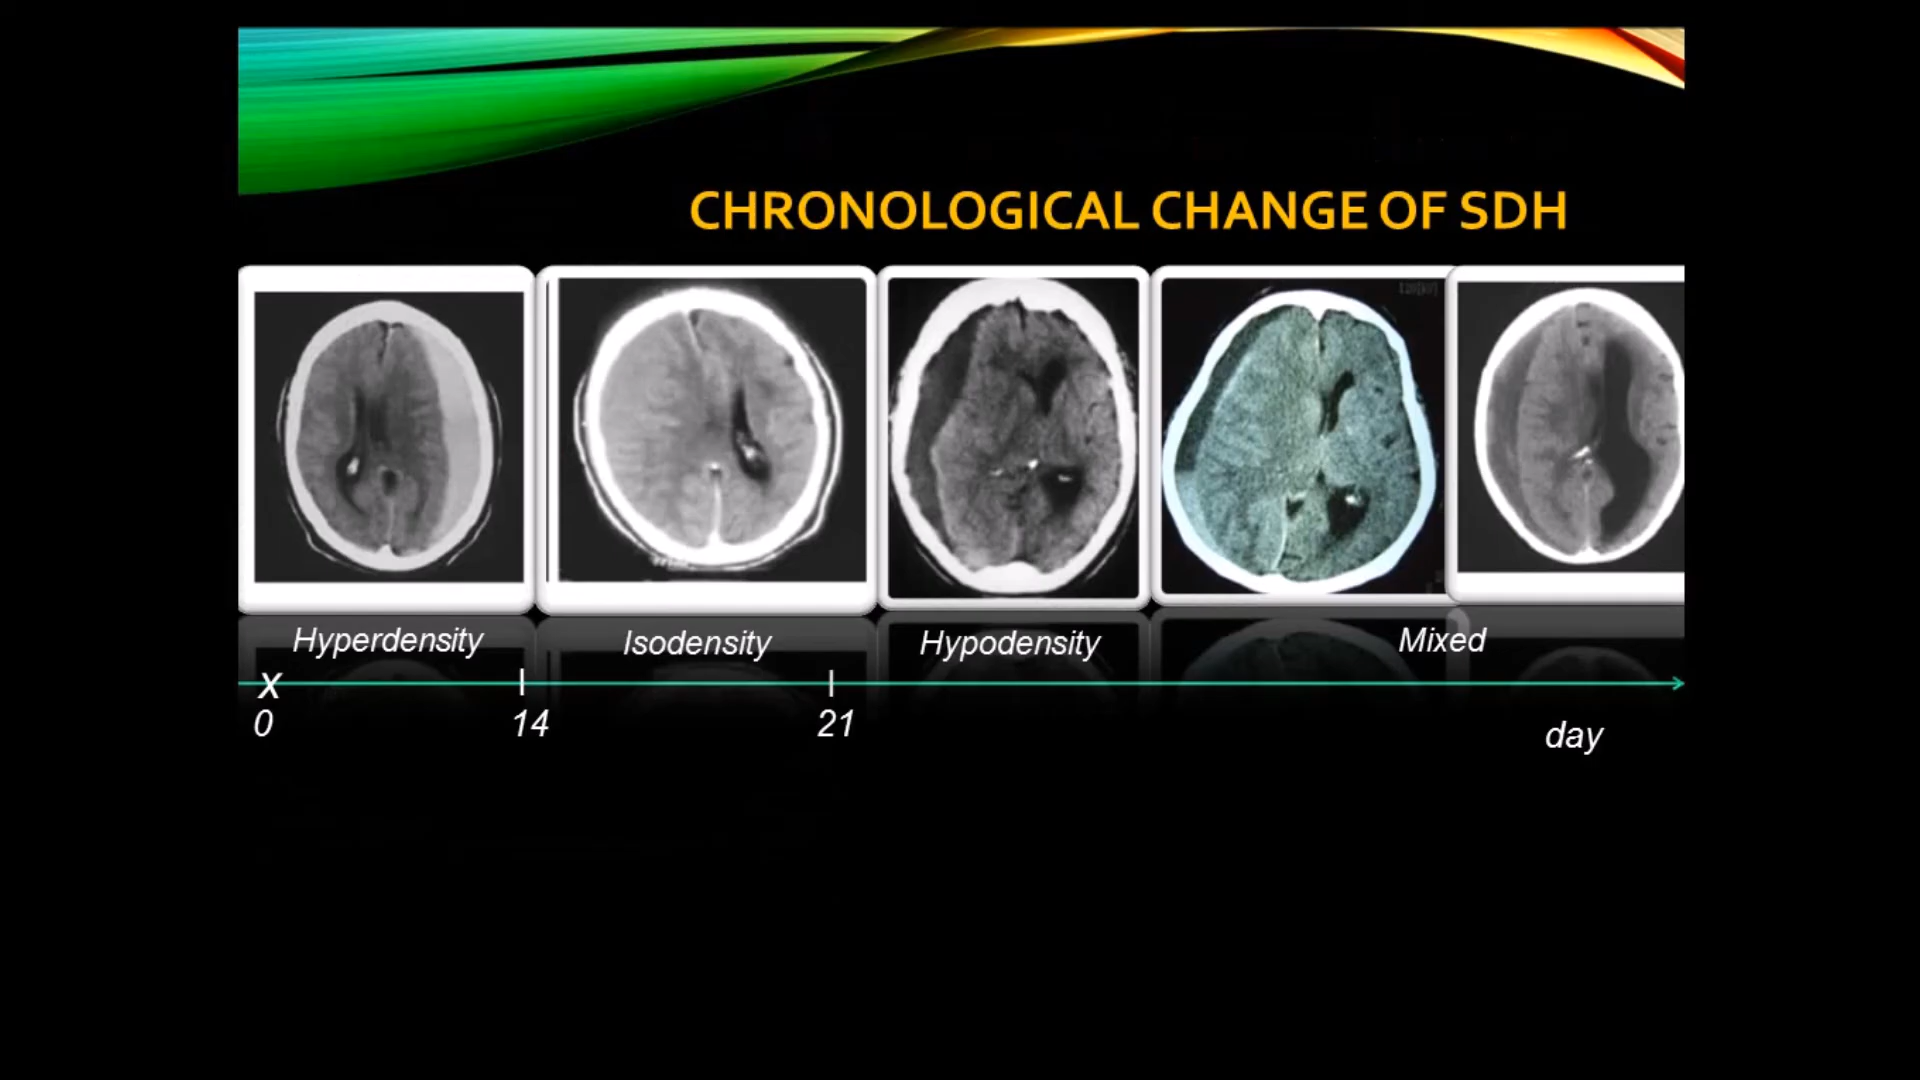 CHRONOLOGICAL CHANGE OF SDH
Hyperdensity
Isodensity
Hypodensity
Mixed
x
0
14
21
day